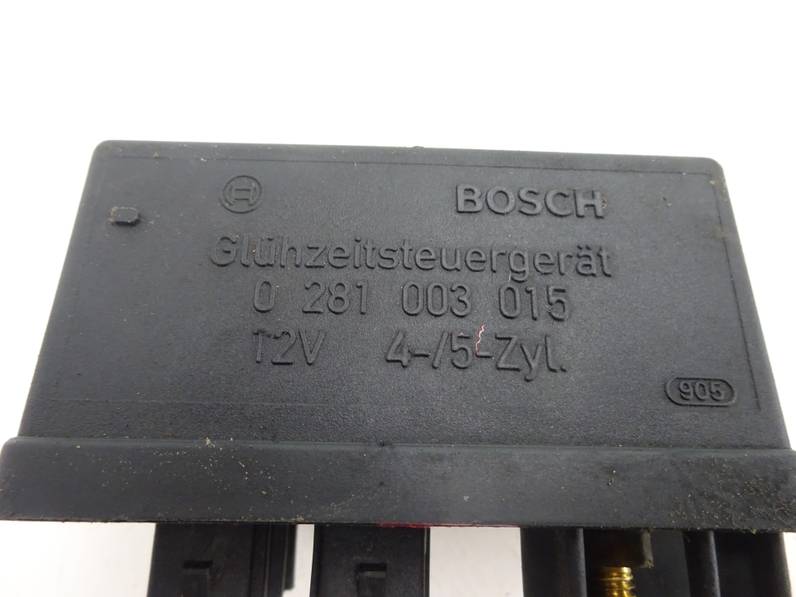 BOSCH
Glühzeitsteuergerät
0 281 003 015
12V 4-/5-Zyl.
905